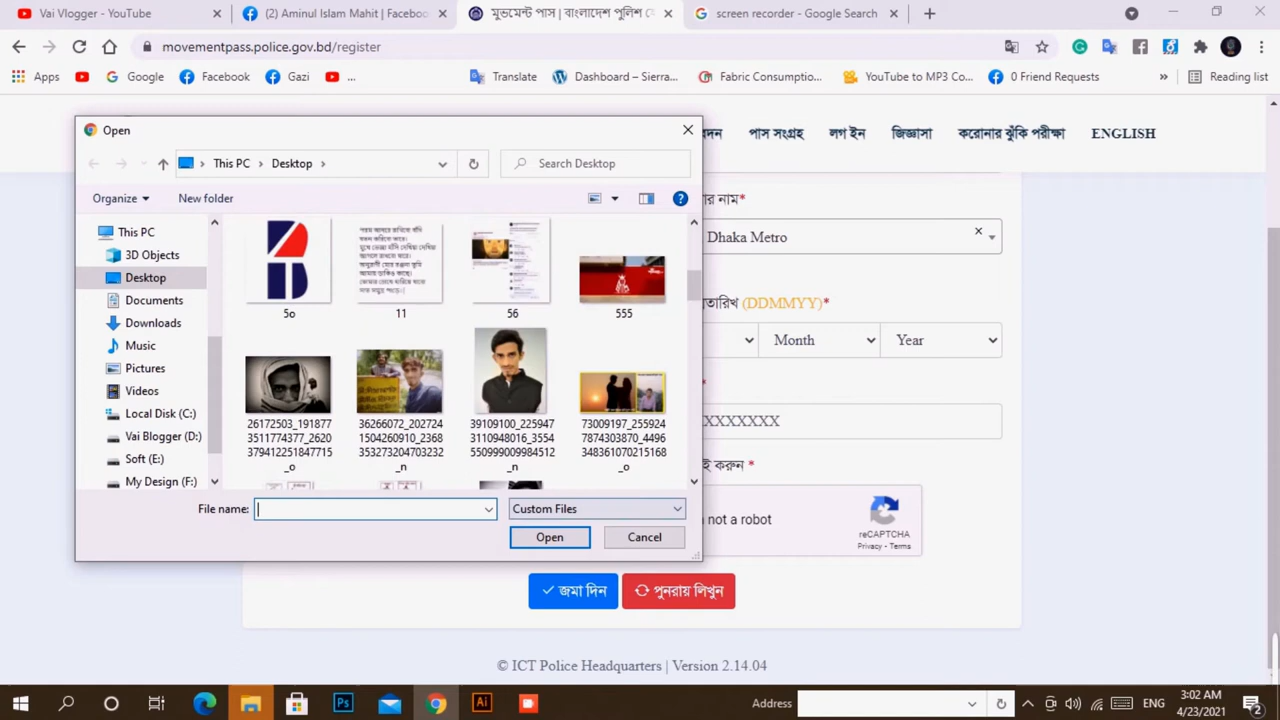 Vai Vlogger - YouTube
(2) Aminul Islam Mahit | Faceboo
মুভমেন্ট পাস | বাংলাদেশ পুলিশ
screen recorder - Google Search
movementpass.police.gov.bd/register
Apps
Google
Facebook
Gazi
...
Translate
Dashboard – Sierra...
Fabric Consumptio...
YouTube to MP3 Co...
0 Friend Requests
»
Reading list
Open
পাস সংগ্রহ
লগ ইন
জিজ্ঞাসা
করোনার ঝুঁকি পরীক্ষা
ENGLISH
This PC
Desktop
Search Desktop
Organize
New folder
This PC
3D Objects
Desktop
Documents
Downloads
Music
Pictures
Videos
Local Disk (C:)
Vai Blogger (D:)
Soft (E:)
My Design (F:)
5o
11
56
555
26172503_191877
3511774377_2620
379412251847715
_o
36266072_202724
1504260910_2368
353273204703232
_n
39109100_225947
3110948016_3554
550999009984512
_n
73009197_255924
7874303870_4496
348361070215168
_o
নাম*
Dhaka Metro
(DDMMYY)*
Month
Year
XXXXXXX
করুন *
not a robot
reCAPTCHA
Privacy - Terms
File name:
Custom Files
Open
Cancel
জমা দিন
পুনরায় লিখুন
© ICT Police Headquarters | Version 2.14.04
Address
ENG
3:02 AM
4/23/2021
2